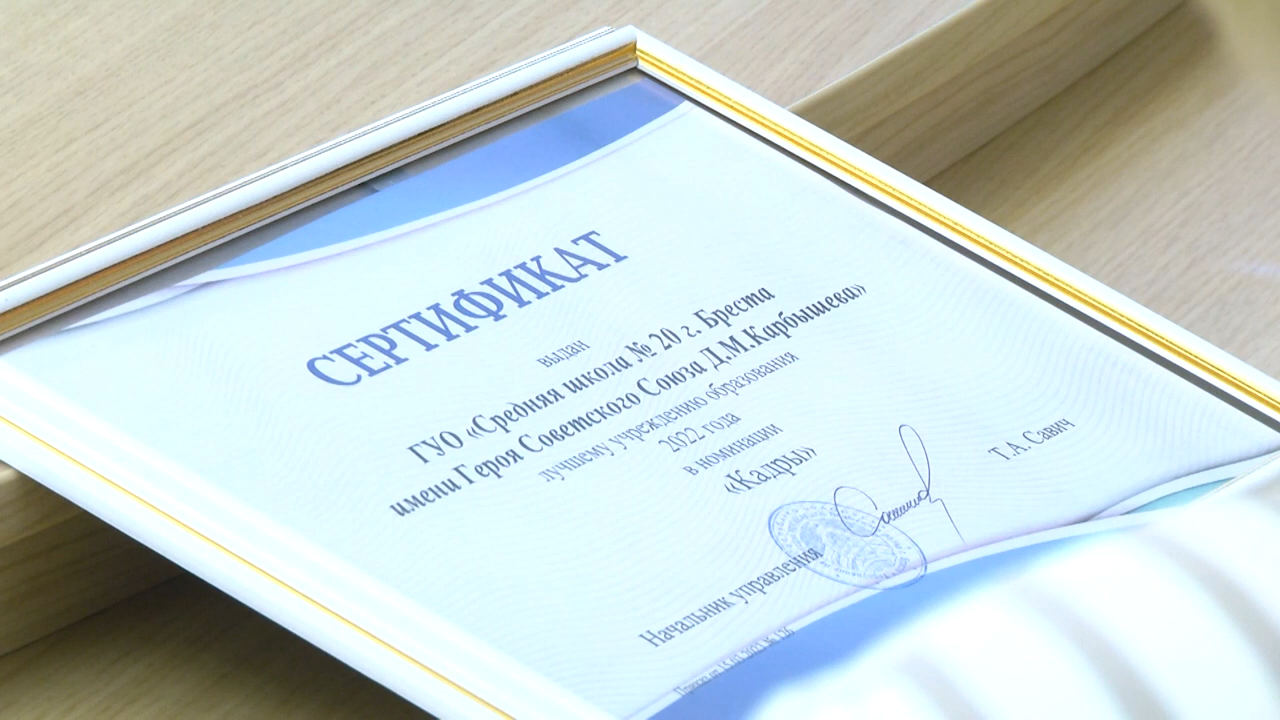 СЕРТИФИКАТ
выдан
ГУО «Средняя школа № 20 г. Бреста
имени Героя Советского Союза Д.М.Карбышева»
лучшему учреждению образования
2022 года
в номинации
«Кадры»
Начальник управления Т.А. Савич